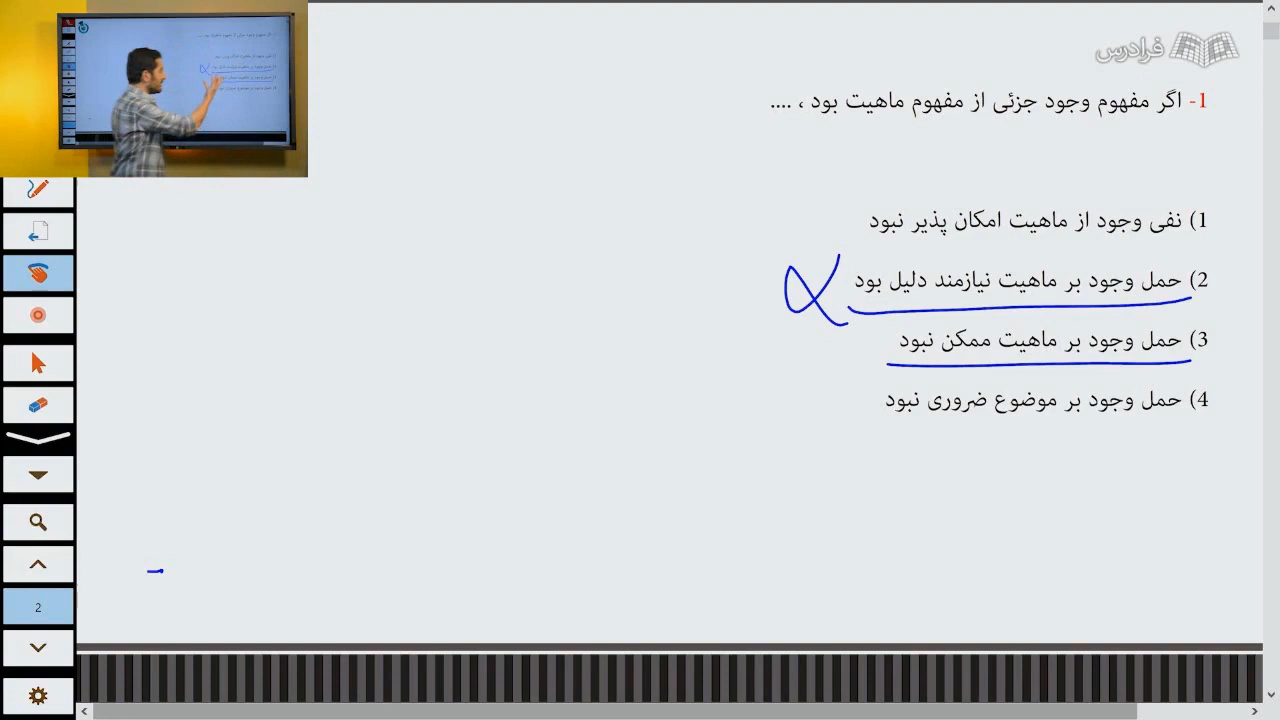 فرادرس
1- اگر مفهوم وجود جزئی از مفهوم ماهیت بود ، ....
1) نفی وجود از ماهیت امکان پذیر نبود
2) حمل وجود بر ماهیت نیازمند دلیل بود
3) حمل وجود بر ماهیت ممکن نبود
4) حمل وجود بر موضوع ضروری نبود
2